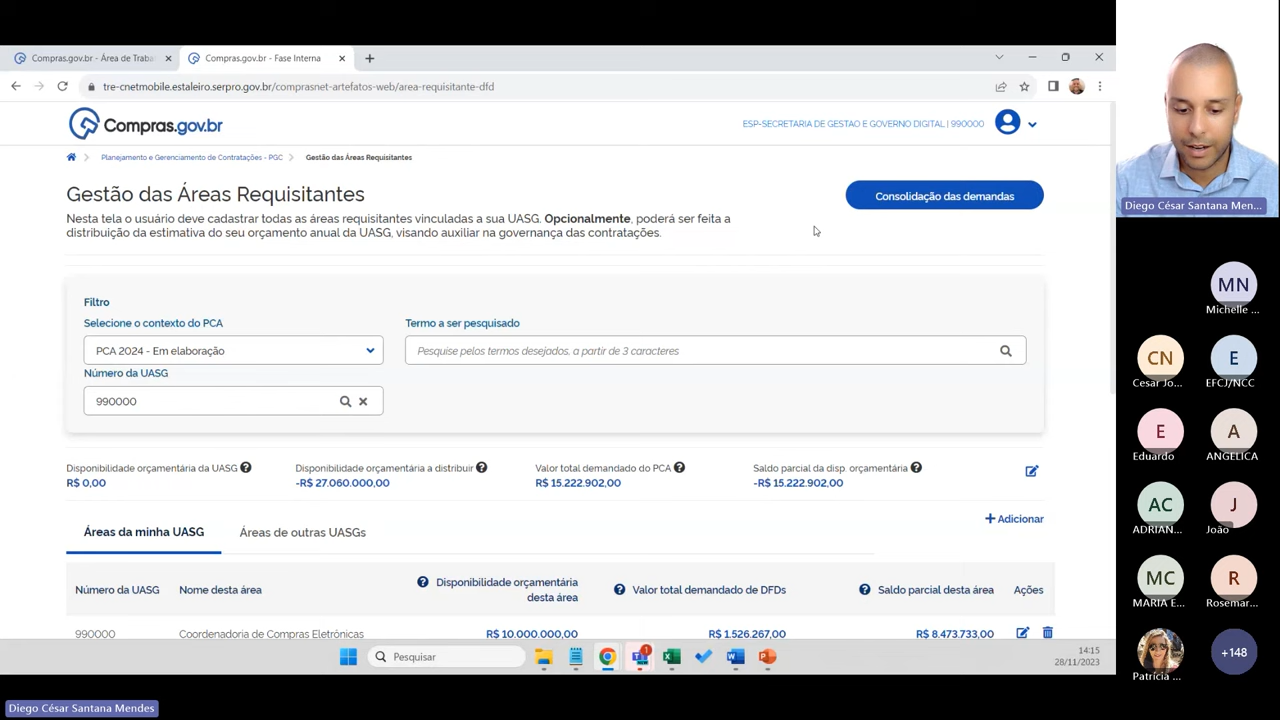 Compras.gov.br - Área de Traba
Compras.gov.br - Fase Interna
tre-cnetmobile.estaleiro.serpro.gov.br/comprasnet-artefatos-web/area-requisitante-dfd
Compras.gov.br
ESP-SECRETARIA DE GESTAO E GOVERNO DIGITAL | 990000
Planejamento e Gerenciamento de Contratações - PGC
Gestão das Áreas Requisitantes
Gestão das Áreas Requisitantes
Consolidação das demandas
Nesta tela o usuário deve cadastrar todas as áreas requisitantes vinculadas a sua UASG. Opcionalmente, poderá ser feita a
distribuição da estimativa do seu orçamento anual da UASG, visando auxiliar na governança das contratações.
Filtro
Selecione o contexto do PCA
Termo a ser pesquisado
PCA 2024 - Em elaboração
Pesquise pelos termos desejados, a partir de 3 caracteres
Número da UASG
990000
Disponibilidade orçamentária da UASG
Disponibilidade orçamentária a distribuir
Valor total demandado do PCA
Saldo parcial da disp. orçamentária
R$ 0,00
-R$ 27.060.000,00
R$ 15.222.902,00
-R$ 15.222.902,00
Adicionar
Áreas da minha UASG
Áreas de outras UASGs
Número da UASG
Nome desta área
Disponibilidade orçamentária
desta área
Valor total demandado de DFDs
Saldo parcial desta área
Ações
990000
Coordenadoria de Compras Eletrônicas
R$ 10.000.000,00
R$ 1.526.267,00
R$ 8.473.733,00
Pesquisar
1
14:15
28/11/2023
Diego César Santana Mendes
Diego César Santana Men...
MN
Michelle ...
CN
Cesar Jo...
E
EFCJ/NCC
E
Eduardo
A
ANGELICA
AC
ADRIAN...
J
João
MC
MARIA E...
R
Rosemar...
Patrícia ...
+148